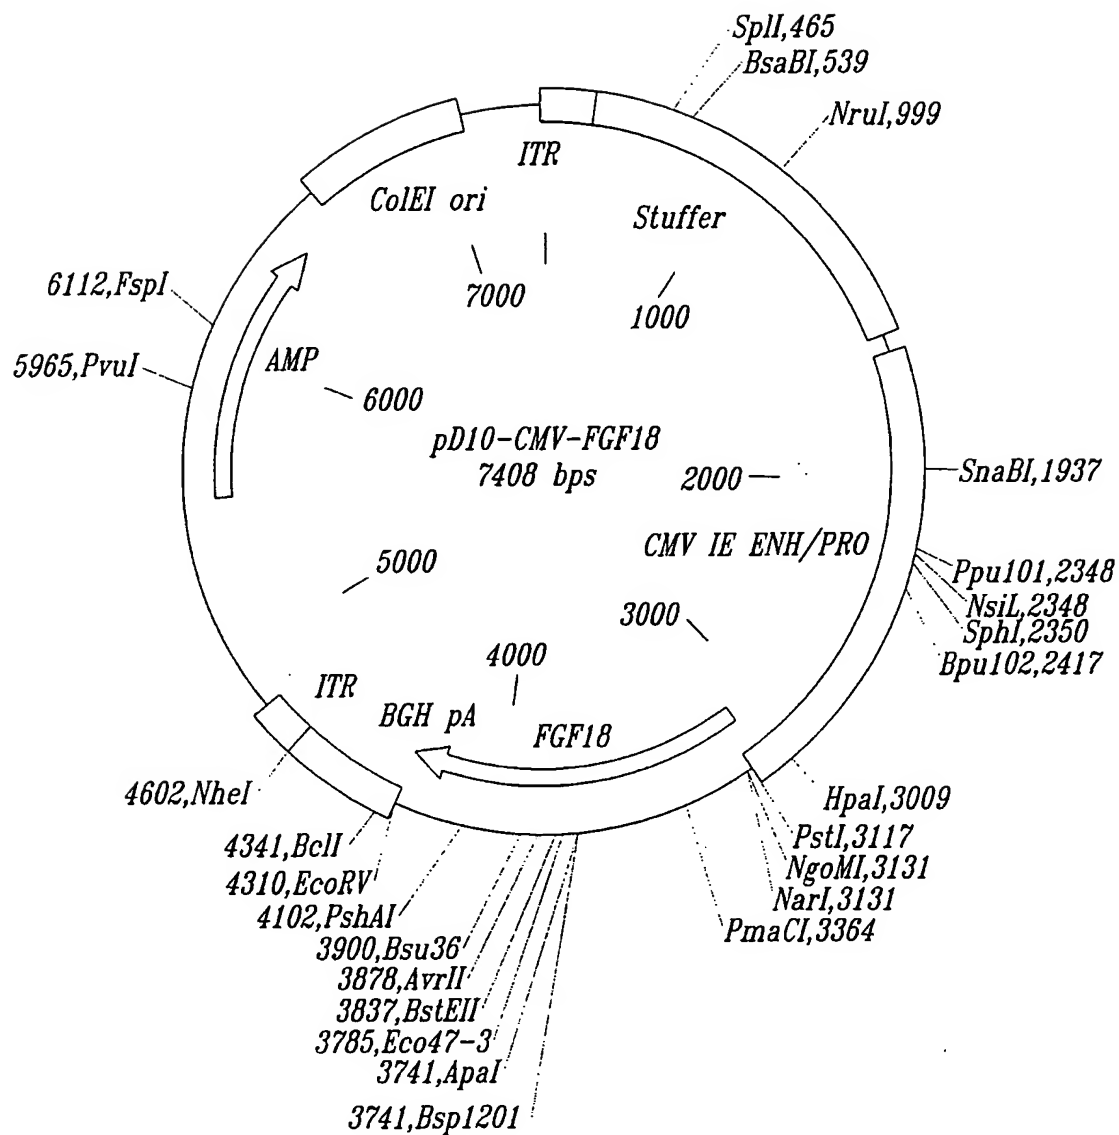 SplI,465
BsaBI,539
NruI,999
ITR
ColEI ori
Stuffer
6112,FspI
7000
1000
5965,PvuI
AMP
6000
pD10-CMV-FGF18
7408 bps
2000
SnaBI,1937
CMV IE ENH/PRO
5000
Ppu101,2348
NsiL,2348
SphI,2350
Bpu102,2417
3000
4000
ITR
BGH pA
FGF18
4602,NheI
HpaI,3009
PstI,3117
NgoMI,3131
NarI,3131
PmaCI,3364
4341,BclI
4310,EcoRV
4102,PshAI
3900,Bsu36
3878,AvrII
3837,BstEII
3785,Eco47-3
3741,ApaI
3741,Bsp1201